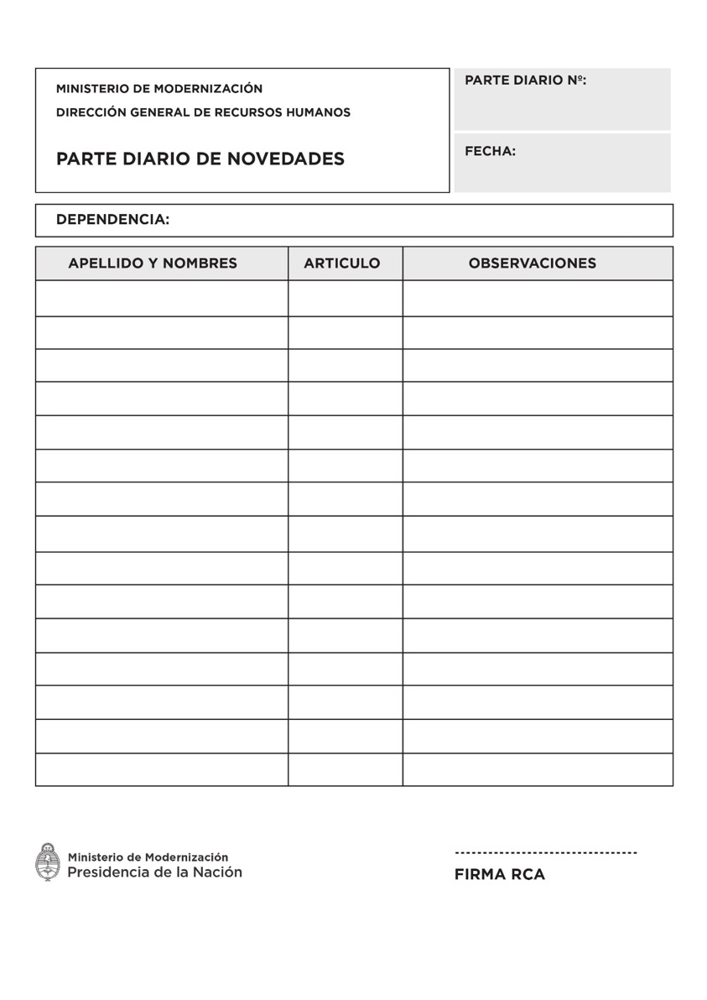 MINISTERIO DE MODERNIZACIÓN
DIRECCIÓN GENERAL DE RECURSOS HUMANOS
PARTE DIARIO DE NOVEDADES
PARTE DIARIO Nº:
FECHA:
DEPENDENCIA:
APELLIDO Y NOMBRES
ARTICULO
OBSERVACIONES
Ministerio de Modernización
Presidencia de la Nación
FIRMA RCA